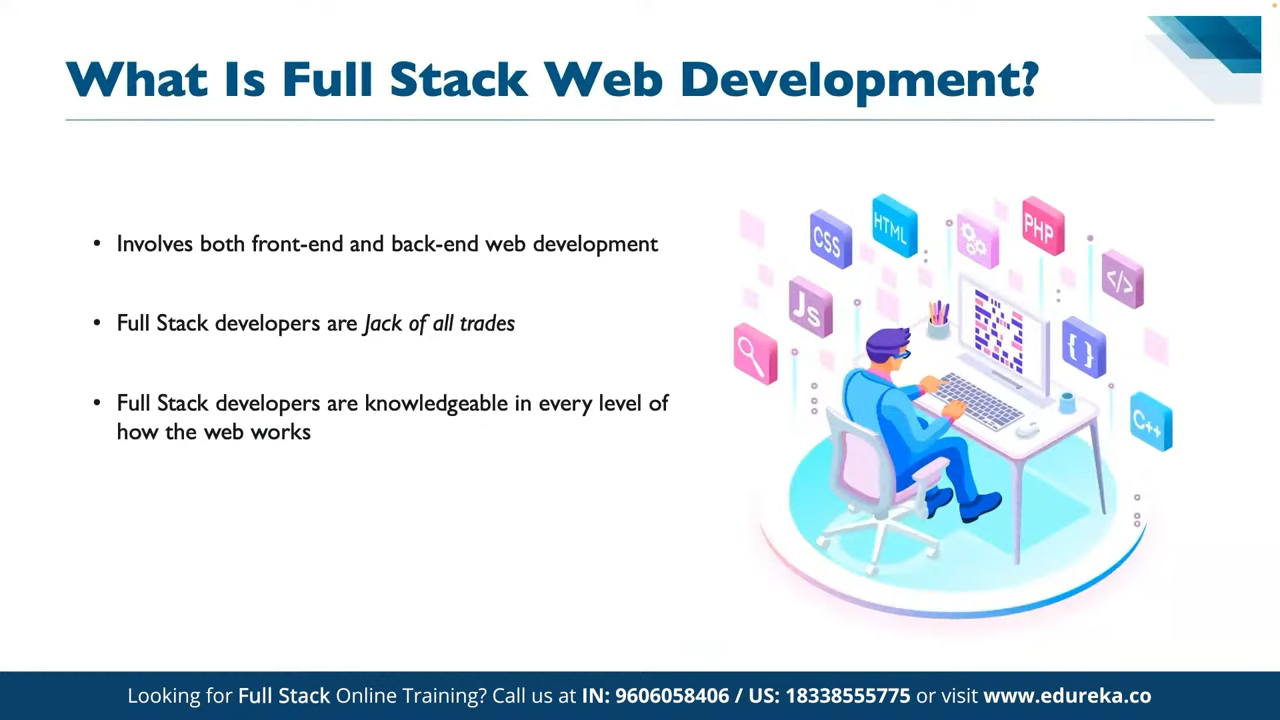 What Is Full Stack Web Development?
• Involves both front-end and back-end web development
• Full Stack developers are Jack of all trades
• Full Stack developers are knowledgeable in every level of
how the web works
CSS
HTML
PHP
</>
Js
{ }
C++
Looking for Full Stack Online Training? Call us at IN: 9606058406 / US: 18338555775 or visit www.edureka.co